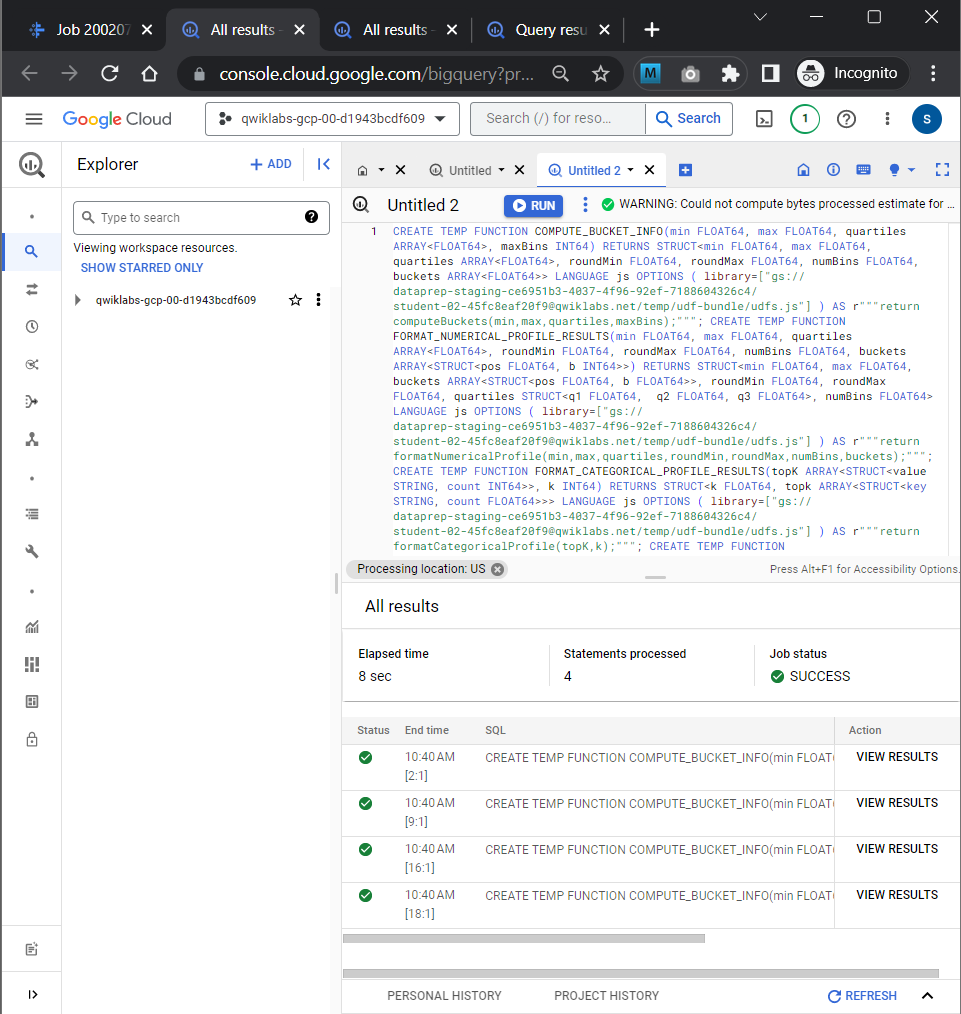 Job 20020
All results -
All results -
Query resu
console.cloud.google.com/bigquery?pr...
M
Incognito
Google Cloud
qwiklabs-gcp-00-d1943bcdf609
Search (/) for reso...
Search
1
S
Explorer
+ ADD
Type to search
Viewing workspace resources.
SHOW STARRED ONLY
qwiklabs-gcp-00-d1943bcdf609
Untitled
Untitled 2
Untitled 2
RUN
WARNING: Could not compute bytes processed estimate for ...
1 CREATE TEMP FUNCTION COMPUTE_BUCKET_INFO(min FLOAT64, max FLOAT64, quartiles
ARRAY<FLOAT64>, maxBins INT64) RETURNS STRUCT<min FLOAT64, max FLOAT64,
quartiles ARRAY<FLOAT64>, roundMin FLOAT64, roundMax FLOAT64, numBins FLOAT64,
buckets ARRAY<FLOAT64>> LANGUAGE js OPTIONS ( library=["gs://
dataprep-staging-ce6951b3-4037-4f96-92ef-7188604326c4/
student-02-45fc8eaf20f9@qwiklabs.net/temp/udf-bundle/udfs.js"] ) AS r"""return
computeBuckets(min,max,quartiles,maxBins);"""; CREATE TEMP FUNCTION
FORMAT_NUMERICAL_PROFILE_RESULTS(min FLOAT64, max FLOAT64, quartiles
ARRAY<FLOAT64>, roundMin FLOAT64, roundMax FLOAT64, numBins FLOAT64, buckets
ARRAY<STRUCT<pos FLOAT64, b INT64>>) RETURNS STRUCT<min FLOAT64, max FLOAT64,
buckets ARRAY<STRUCT<pos FLOAT64, b FLOAT64>>, roundMin FLOAT64, roundMax
FLOAT64, quartiles STRUCT<q1 FLOAT64,  q2 FLOAT64, q3 FLOAT64>, numBins FLOAT64>
LANGUAGE js OPTIONS ( library=["gs://
dataprep-staging-ce6951b3-4037-4f96-92ef-7188604326c4/
student-02-45fc8eaf20f9@qwiklabs.net/temp/udf-bundle/udfs.js"] ) AS r"""return
formatNumericalProfile(min,max,quartiles,roundMin,roundMax,numBins,buckets);""";
CREATE TEMP FUNCTION FORMAT_CATEGORICAL_PROFILE_RESULTS(topK ARRAY<STRUCT<value
STRING, count INT64>>, k INT64) RETURNS STRUCT<k FLOAT64, topk ARRAY<STRUCT<key
STRING, count FLOAT64>>> LANGUAGE js OPTIONS ( library=["gs://
dataprep-staging-ce6951b3-4037-4f96-92ef-7188604326c4/
student-02-45fc8eaf20f9@qwiklabs.net/temp/udf-bundle/udfs.js"] ) AS r"""return
formatCategoricalProfile(topK,k);"""; CREATE TEMP FUNCTION
Processing location: US
Press Alt+F1 for Accessibility Options.
All results
Elapsed time
8 sec
Statements processed
4
Job status
SUCCESS
Status End time SQL Action
10:40 AM CREATE TEMP FUNCTION COMPUTE_BUCKET_INFO(min FLOAT VIEW RESULTS
[2:1]
10:40 AM CREATE TEMP FUNCTION COMPUTE_BUCKET_INFO(min FLOAT VIEW RESULTS
[9:1]
10:40 AM CREATE TEMP FUNCTION COMPUTE_BUCKET_INFO(min FLOAT VIEW RESULTS
[16:1]
10:40 AM CREATE TEMP FUNCTION COMPUTE_BUCKET_INFO(min FLOAT VIEW RESULTS
[18:1]
PERSONAL HISTORY
PROJECT HISTORY
REFRESH